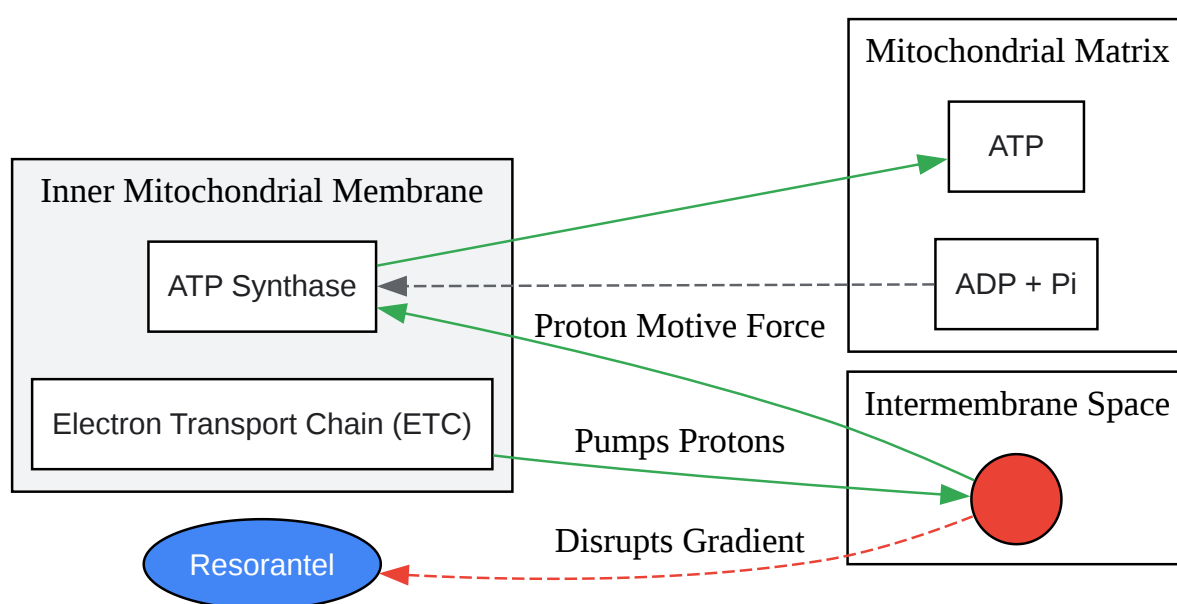 Mitochondrial Matrix
ATP
Inner Mitochondrial Membrane
ATP Synthase
ADP + Pi
Proton Motive Force
Electron Transport Chain (ETC)
Intermembrane Space
Pumps Protons
Disrupts Gradient
Resorantel